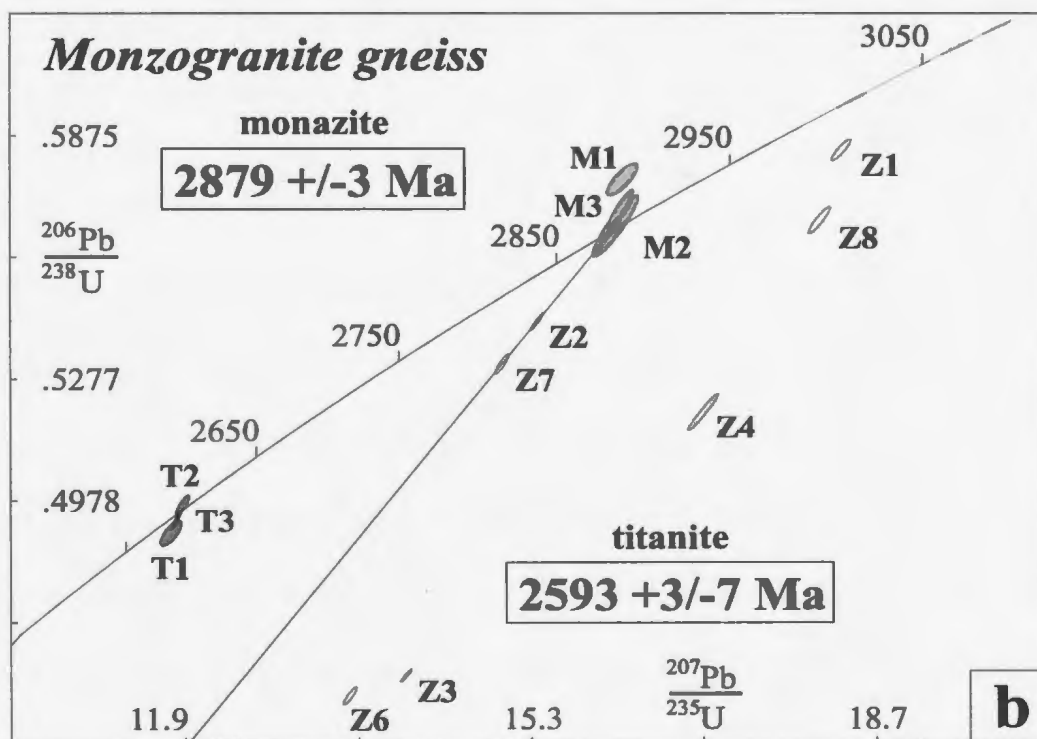 Monzogranite gneiss
3050
monazite
2879 +/-3 Ma
.5875
2950
M1
Z1
M3
M2
Z8
206Pb
238U
2850
2750
Z2
Z7
.5277
Z4
2650
T2
.4978
T3
T1
titanite
2593 +3/-7 Ma
Z3
Z6
207Pb
235U
11.9
15.3
18.7
b